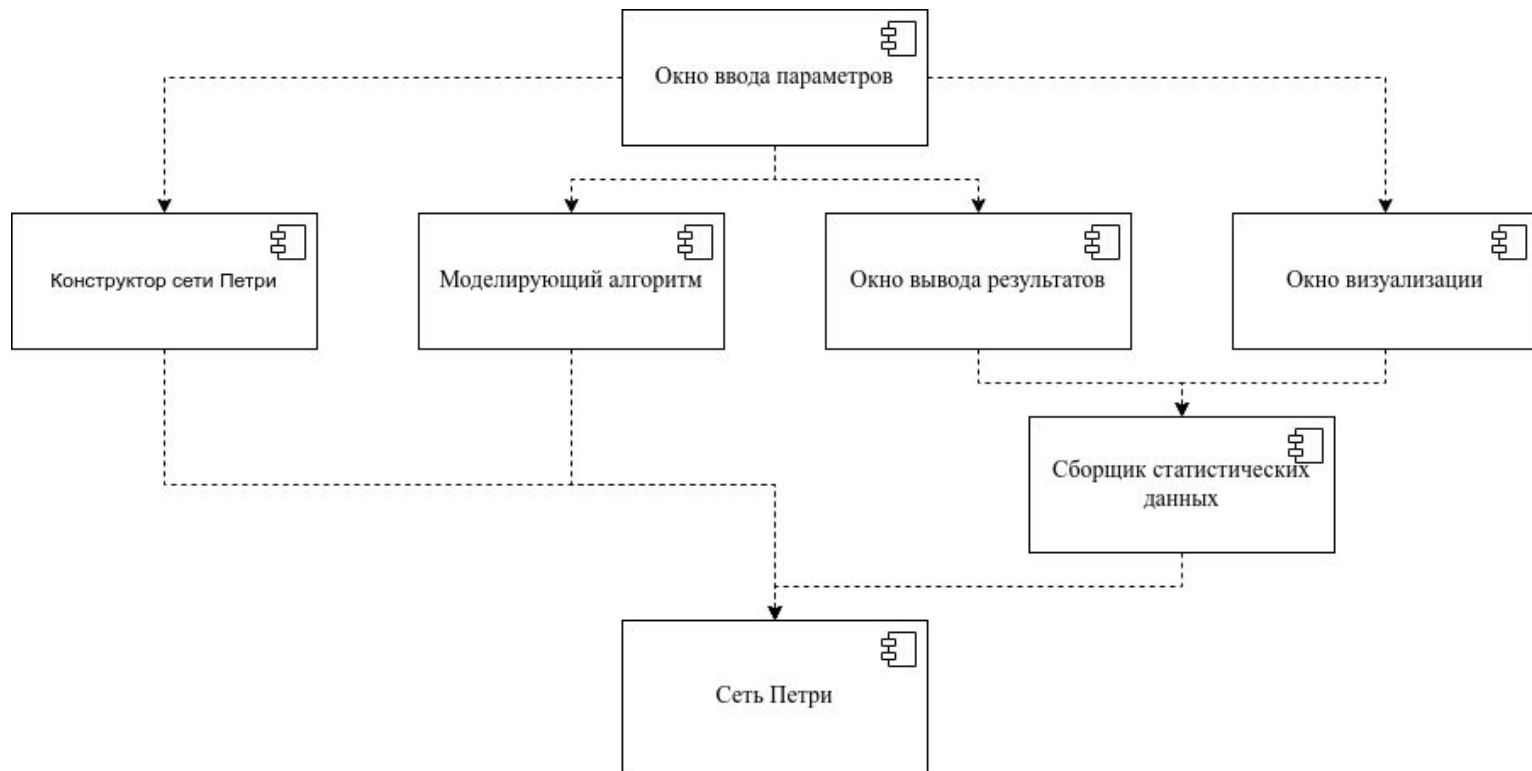 Окно ввода параметров
Конструктор сети Петри
Моделирующий алгоритм
Окно вывода результатов
Окно визуализации
Сборщик статистических
данных
Сеть Петри